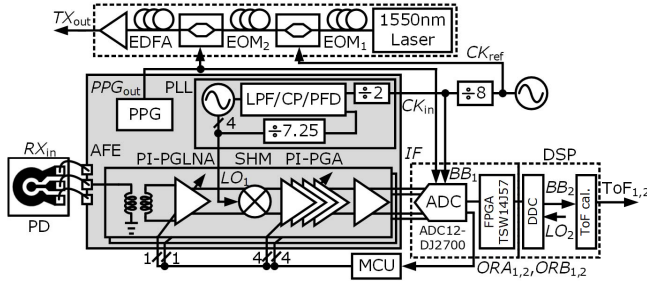 TXout
EDFA
EOM2
EOM1
1550nm
Laser
CKref
PPGout
PLL
LPF/CP/PFD
÷2
CKin
÷8
PPG
4
÷7.25
RXin
AFE
PI-PGLNA
SHM
PI-PGA
IF
DSP
LO1
BB1
ADC
FPGA
TSW14J57
DDC
BB2
LO2
ToF cal.
ToF1,2
PD
ADC12-
DJ2700
1
1
4
4
MCU
ORA1,2, ORB1,2